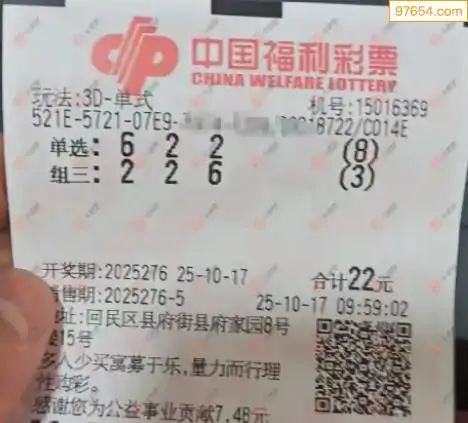 97654.com
中国福利彩票
CHINA WELFARE LOTTERY
玩法:3D-单式 机号:15016369
521E-5721-07E9- 18722/C014E
单选: 6 2 2 (8)
组三: 2 2 6 (3)
开奖期:2025276 25-10-17 合计22元
售期:2025276-5 25-10-17 09:59:02
址:回民区县府街县府家园8号
15号
多人少买寓募于乐,量力而行理
性购彩。
感谢您为公益事业贡献7.48元